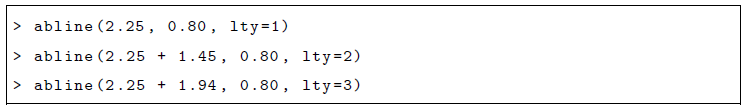 > abline(2.25, 0.80, lty=1)
> abline(2.25 + 1.45, 0.80, lty=2)
> abline(2.25 + 1.94, 0.80, lty=3)